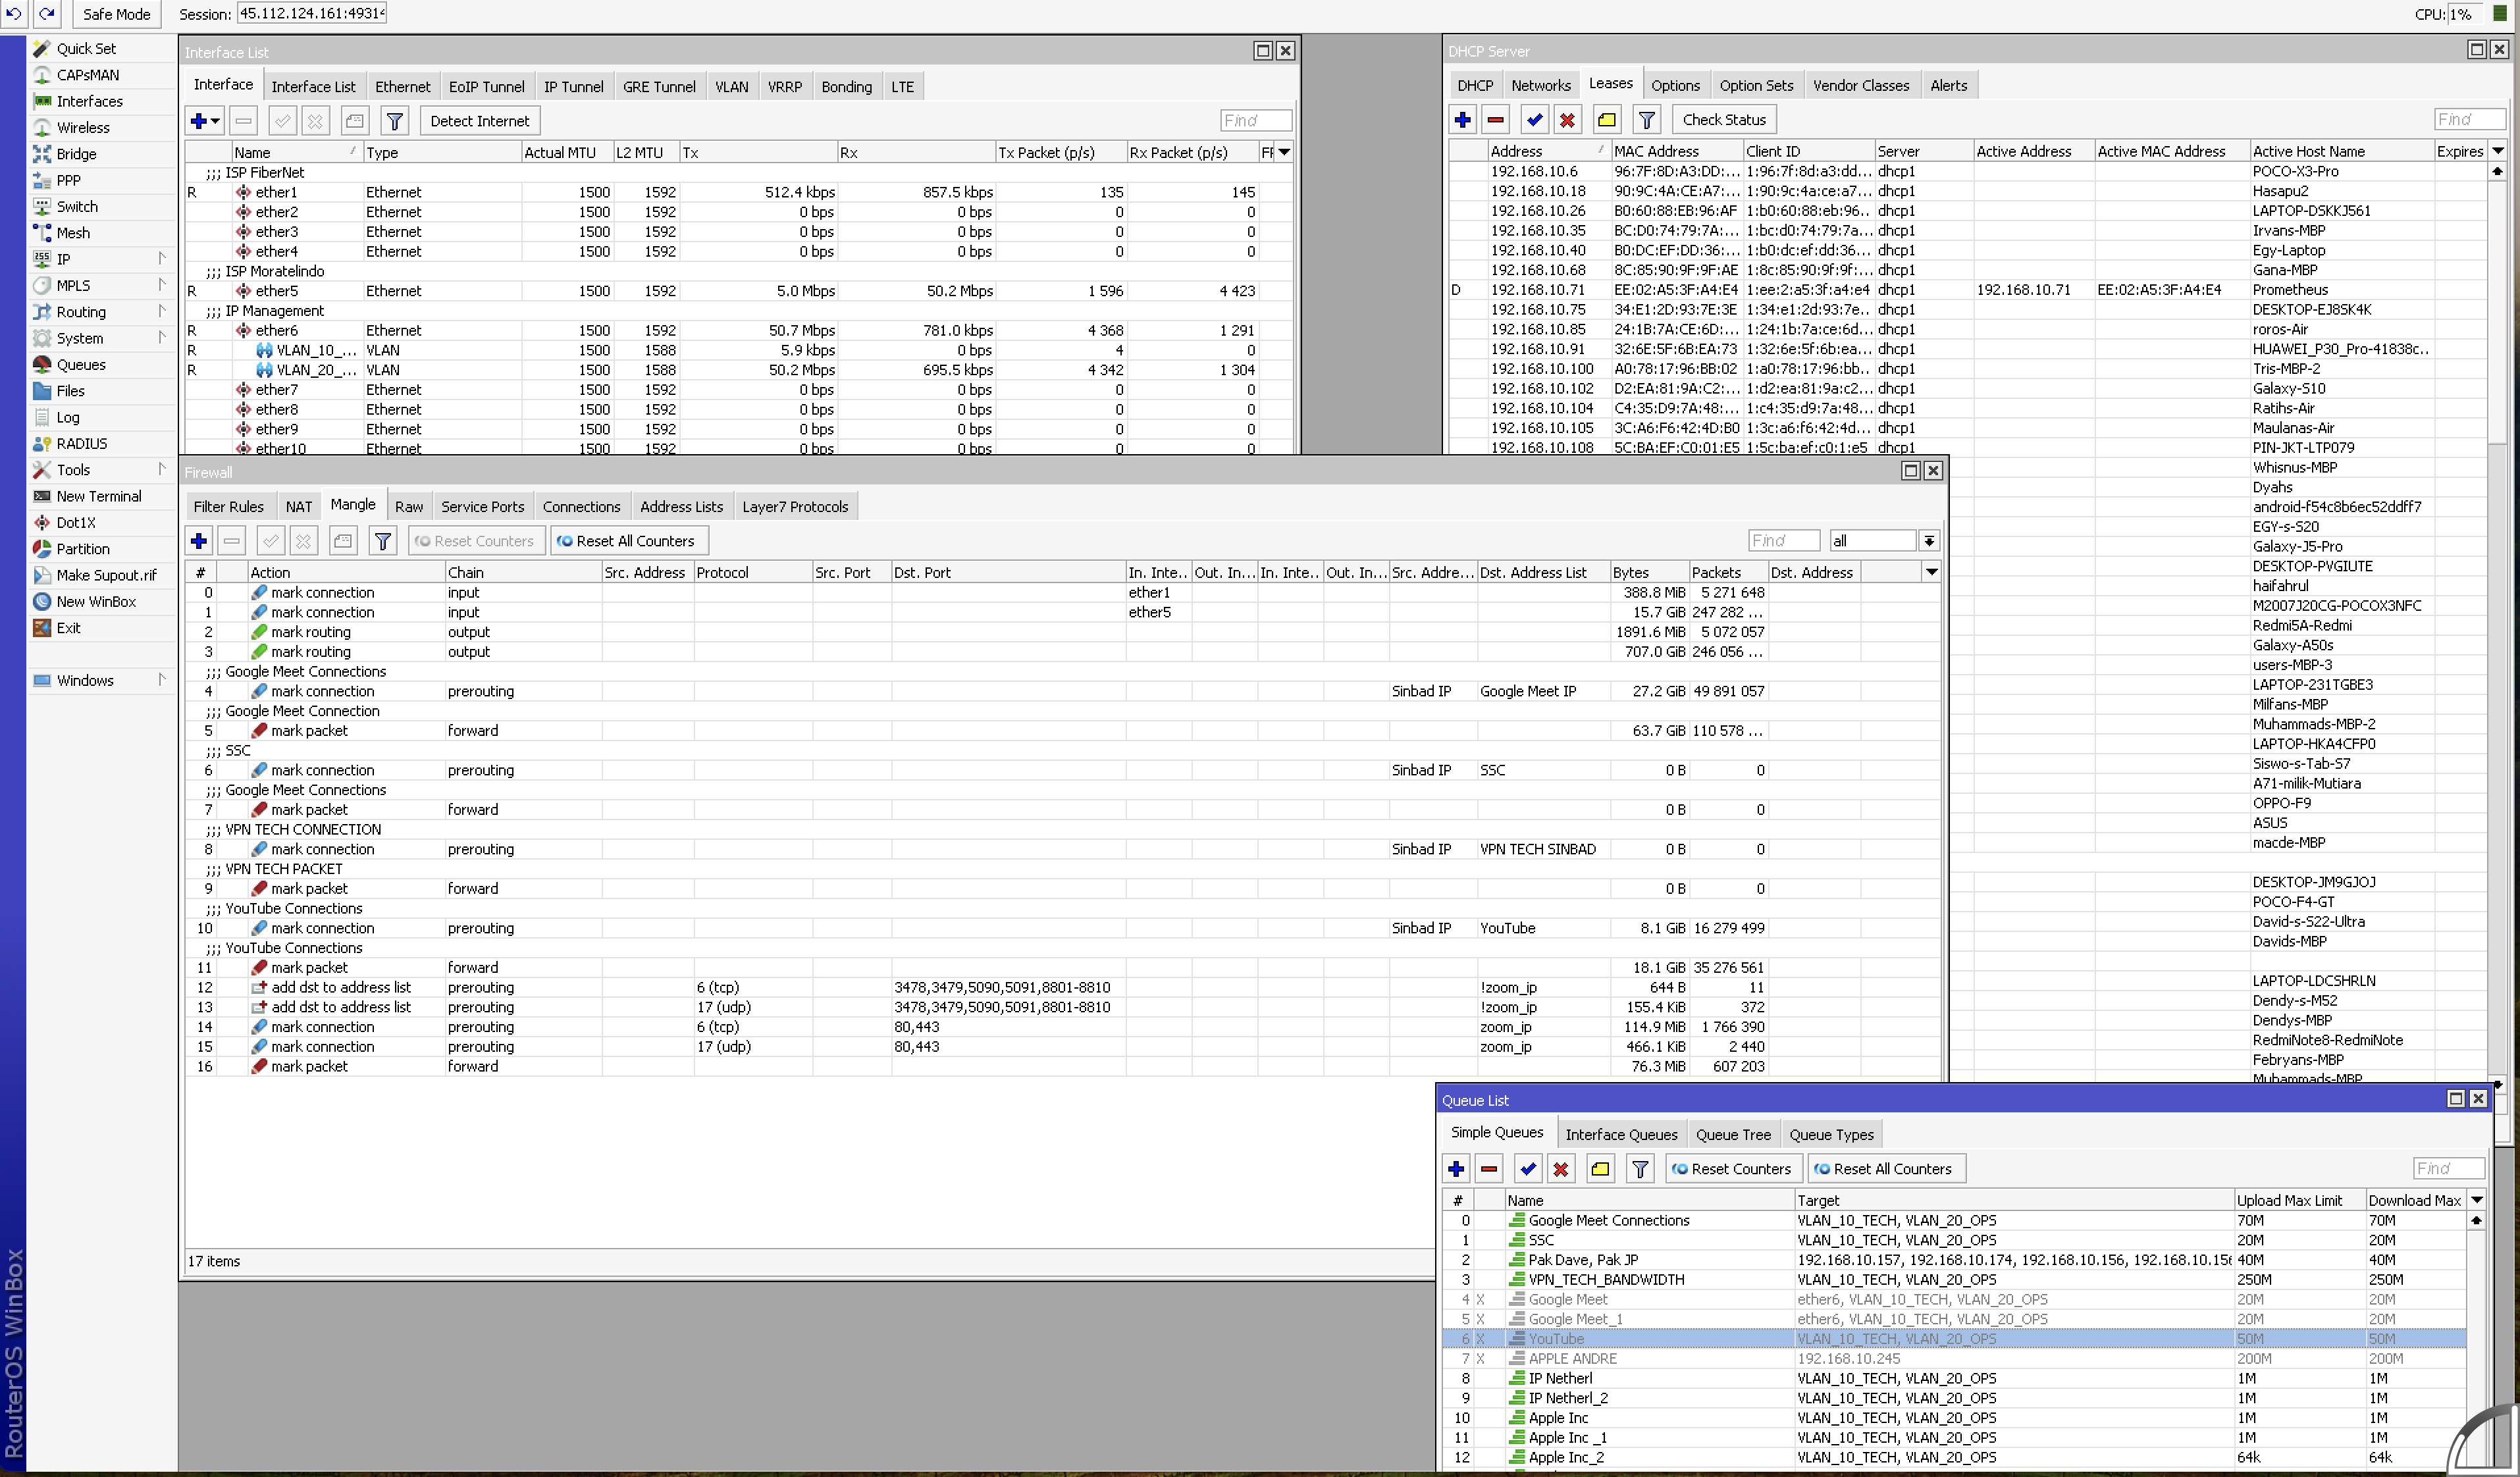 Safe Mode Session: 45.112.124.161:4931 CPU: 1%
Quick Set
CAPsMAN
Interfaces
Wireless
Bridge
PPP
Switch
Mesh
IP
MPLS
Routing
System
Queues
Files
Log
RADIUS
Tools
New Terminal
Dot1X
Partition
Make Supout.rif
New WinBox
Exit
Windows
RouterOS WinBox
Interface List
Interface Interface List Ethernet EoIP Tunnel IP Tunnel GRE Tunnel VLAN VRRP Bonding LTE
Detect Internet Find
Name Type Actual MTU L2 MTU Tx Rx Tx Packet (p/s) Rx Packet (p/s)
;;; ISP FiberNet
R ether1 Ethernet 1500 1592 512.4 kbps 857.5 kbps 135 145
ether2 Ethernet 1500 1592 0 bps 0 bps 0 0
ether3 Ethernet 1500 1592 0 bps 0 bps 0 0
ether4 Ethernet 1500 1592 0 bps 0 bps 0 0
;;; ISP Moratelindo
R ether5 Ethernet 1500 1592 5.0 Mbps 50.2 Mbps 1 596 4 423
;;; IP Management
R ether6 Ethernet 1500 1592 50.7 Mbps 781.0 kbps 4 368 1 291
R VLAN_10_... VLAN 1500 1588 5.9 kbps 0 bps 4 0
R VLAN_20_... VLAN 1500 1588 50.2 Mbps 695.5 kbps 4 342 1 304
ether7 Ethernet 1500 1592 0 bps 0 bps 0 0
ether8 Ethernet 1500 1592 0 bps 0 bps 0 0
ether9 Ethernet 1500 1592 0 bps 0 bps 0 0
ether10 Ethernet 1500 1592 0 bps 0 bps 0 0
DHCP Server
DHCP Networks Leases Options Option Sets Vendor Classes Alerts
Check Status Find
Address MAC Address Client ID Server Active Address Active MAC Address Active Host Name Expires
192.168.10.6 96:7F:8D:A3:DD:... 1:96:7f:8d:a3:dd... dhcp1 POCO-X3-Pro
192.168.10.18 90:9C:4A:CE:A7:... 1:90:9c:4a:ce:a7... dhcp1 Hasapu2
192.168.10.26 B0:60:88:EB:96:AF 1:b0:60:88:eb:96... dhcp1 LAPTOP-DSKKJ561
192.168.10.35 BC:D0:74:79:7A:... 1:bc:d0:74:79:7a... dhcp1 Irvans-MBP
192.168.10.40 B0:DC:EF:DD:36:... 1:b0:dc:ef:dd:36... dhcp1 Egy-Laptop
192.168.10.68 8C:85:90:9F:9F:AE 1:8c:85:90:9f:9f:... dhcp1 Gana-MBP
D 192.168.10.71 EE:02:A5:3F:A4:E4 1:ee:2:a5:3f:a4:e4 dhcp1 192.168.10.71 EE:02:A5:3F:A4:E4 Prometheus
192.168.10.75 34:E1:2D:93:7E:3E 1:34:e1:2d:93:7e... dhcp1 DESKTOP-EJ8SK4K
192.168.10.85 24:1B:7A:CE:6D:... 1:24:1b:7a:ce:6d... dhcp1 roros-Air
192.168.10.91 32:6E:5F:6B:EA:73 1:32:6e:5f:6b:ea... dhcp1 HUAWEI_P30_Pro-41838c..
192.168.10.100 A0:78:17:96:BB:02 1:a0:78:17:96:bb... dhcp1 Tris-MBP-2
192.168.10.102 D2:EA:81:9A:C2:... 1:d2:ea:81:9a:c2... dhcp1 Galaxy-S10
192.168.10.104 C4:35:D9:7A:48:... 1:c4:35:d9:7a:48... dhcp1 Ratihs-Air
192.168.10.105 3C:A6:F6:42:4D:B0 1:3c:a6:f6:42:4d... dhcp1 Maulanas-Air
192.168.10.108 5C:BA:EF:C0:01:E5 1:5c:ba:ef:c0:1:e5 dhcp1 PIN-JKT-LTP079
Whisnus-MBP
Dyahs
android-f54c8b6ec52ddff7
EGY-s-S20
Galaxy-J5-Pro
DESKTOP-PVGIUTE
haifahrul
M2007J20CG-POCOX3NFC
Redmi5A-Redmi
Galaxy-A50s
users-MBP-3
LAPTOP-231TGBE3
Milfans-MBP
Muhammads-MBP-2
LAPTOP-HKA4CFP0
Siswo-s-Tab-S7
A71-milik-Mutiara
OPPO-F9
ASUS
macde-MBP
DESKTOP-JM9GJOJ
POCO-F4-GT
David-s-S22-Ultra
Davids-MBP
LAPTOP-LDCSHRLN
Dendy-s-M52
Dendys-MBP
RedmiNote8-RedmiNote
Febryans-MBP
Muhammads-MBP
Firewall
Filter Rules NAT Mangle Raw Service Ports Connections Address Lists Layer7 Protocols
Reset Counters Reset All Counters Find all
# Action Chain Src. Address Protocol Src. Port Dst. Port In. Inte.. Out. In... In. Inte.. Out. In... Src. Addre... Dst. Address List Bytes Packets Dst. Address
0 mark connection input ether1 388.8 MiB 5 271 648
1 mark connection input ether5 15.7 GiB 247 282 ...
2 mark routing output 1891.6 MiB 5 072 057
3 mark routing output 707.0 GiB 246 056 ...
;;; Google Meet Connections
4 mark connection prerouting Sinbad IP Google Meet IP 27.2 GiB 49 891 057
;;; Google Meet Connection
5 mark packet forward 63.7 GiB 110 578 ...
;;; SSC
6 mark connection prerouting Sinbad IP SSC 0 B 0
;;; Google Meet Connections
7 mark packet forward 0 B 0
;;; VPN TECH CONNECTION
8 mark connection prerouting Sinbad IP VPN TECH SINBAD 0 B 0
;;; VPN TECH PACKET
9 mark packet forward 0 B 0
;;; YouTube Connections
10 mark connection prerouting Sinbad IP YouTube 8.1 GiB 16 279 499
;;; YouTube Connections
11 mark packet forward 18.1 GiB 35 276 561
12 add dst to address list prerouting 6 (tcp) 3478,3479,5090,5091,8801-8810 !zoom_ip 644 B 11
13 add dst to address list prerouting 17 (udp) 3478,3479,5090,5091,8801-8810 !zoom_ip 155.4 KiB 372
14 mark connection prerouting 6 (tcp) 80,443 zoom_ip 114.9 MiB 1 766 390
15 mark connection prerouting 17 (udp) 80,443 zoom_ip 466.1 KiB 2 440
16 mark packet forward 76.3 MiB 607 203
17 items
Queue List
Simple Queues Interface Queues Queue Tree Queue Types
Reset Counters Reset All Counters Find
# Name Target Upload Max Limit Download Max
0 Google Meet Connections VLAN_10_TECH, VLAN_20_OPS 70M 70M
1 SSC VLAN_10_TECH, VLAN_20_OPS 20M 20M
2 Pak Dave, Pak JP 192.168.10.157, 192.168.10.174, 192.168.10.156, 192.168.10.156 40M 40M
3 VPN_TECH_BANDWIDTH VLAN_10_TECH, VLAN_20_OPS 250M 250M
4 X Google Meet ether6, VLAN_10_TECH, VLAN_20_OPS 20M 20M
5 X Google Meet_1 ether6, VLAN_10_TECH, VLAN_20_OPS 20M 20M
6 X YouTube VLAN_10_TECH, VLAN_20_OPS 50M 50M
7 X APPLE ANDRE 192.168.10.245 200M 200M
8 IP Netherl VLAN_10_TECH, VLAN_20_OPS 1M 1M
9 IP Netherl_2 VLAN_10_TECH, VLAN_20_OPS 1M 1M
10 Apple Inc VLAN_10_TECH, VLAN_20_OPS 1M 1M
11 Apple Inc _1 VLAN_10_TECH, VLAN_20_OPS 1M 1M
12 Apple Inc_2 VLAN_10_TECH, VLAN_20_OPS 64k 64k